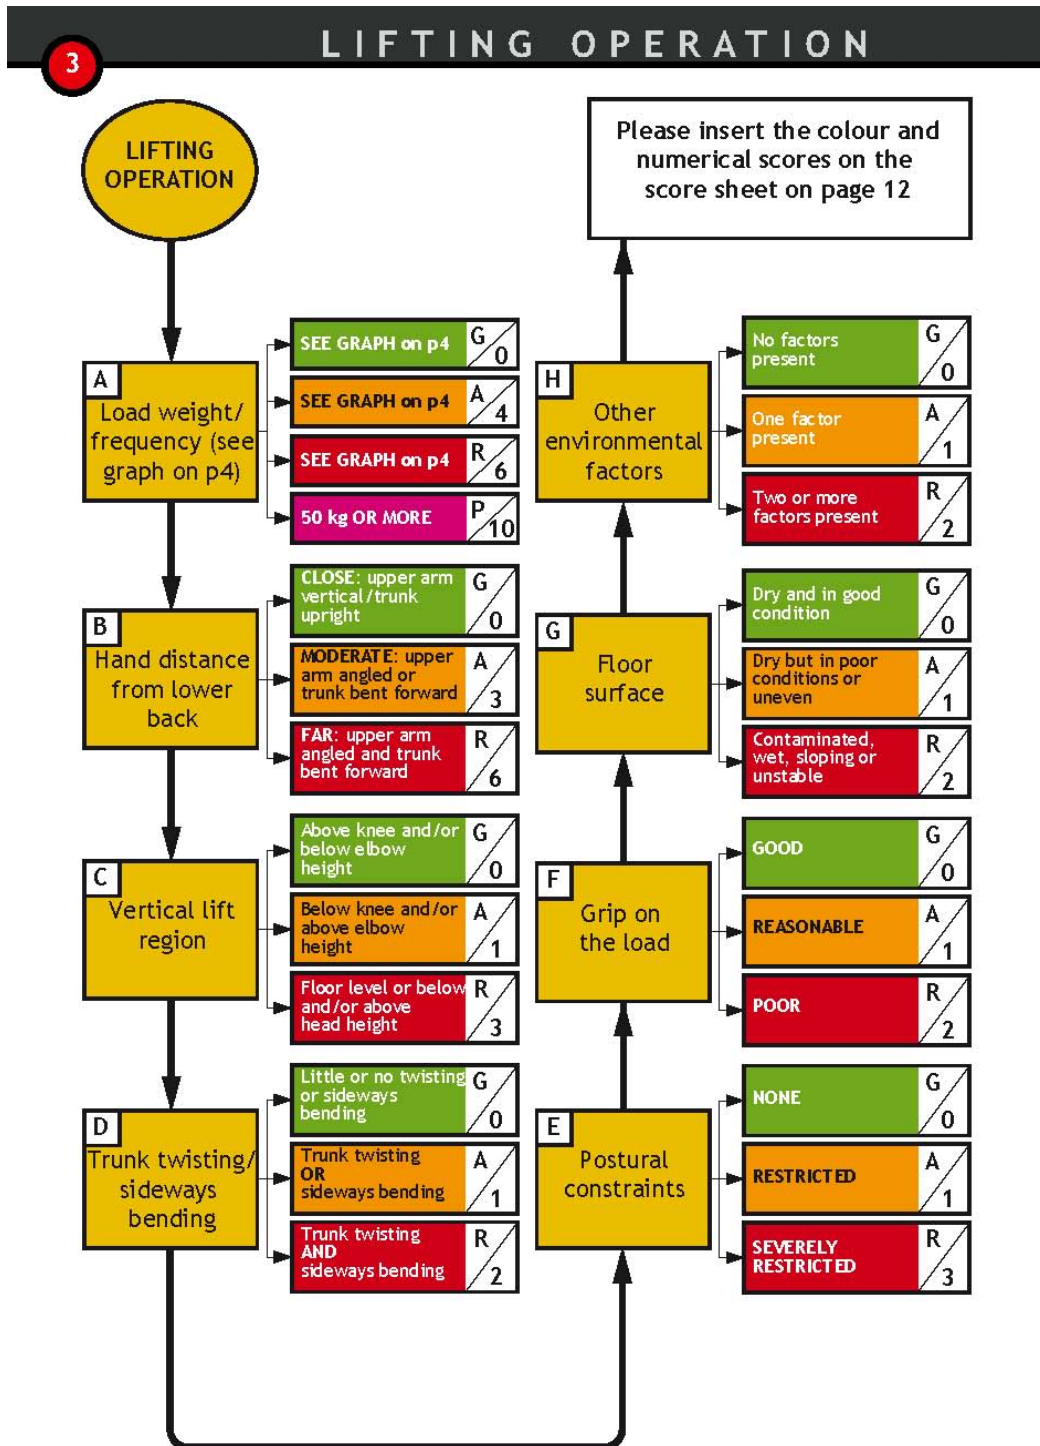 LIFTING OPERATION
3
LIFTING
OPERATION
A
Load weight/
frequency (see
graph on p4)
SEE GRAPH on p4
G
0
SEE GRAPH on p4
A
4
SEE GRAPH on p4
R
6
50 kg OR MORE
P
10
B
Hand distance
from lower
back
CLOSE: upper arm
vertical/trunk
upright
G
0
MODERATE: upper
arm angled or
trunk bent forward
A
3
FAR: upper arm
angled and trunk
bent forward
R
6
C
Vertical lift
region
Above knee and/or
below elbow
height
G
0
Below knee and/or
above elbow
height
A
1
Floor level or below
and/or above
head height
R
3
D
Trunk twisting/
sideways
bending
Little or no twisting
or sideways
bending
G
0
Trunk twisting
OR
sideways bending
A
1
Trunk twisting
AND
sideways bending
R
2
E
Postural
constraints
NONE
G
0
RESTRICTED
A
1
SEVERELY
RESTRICTED
R
3
F
Grip on
the load
GOOD
G
0
REASONABLE
A
1
POOR
R
2
G
Floor
surface
Dry and in good
condition
G
0
Dry but in poor
conditions or
uneven
A
1
Contaminated,
wet, sloping or
unstable
R
2
H
Other
environmental
factors
No factors
present
G
0
One factor
present
A
1
Two or more
factors present
R
2
Please insert the colour and
numerical scores on the
score sheet on page 12